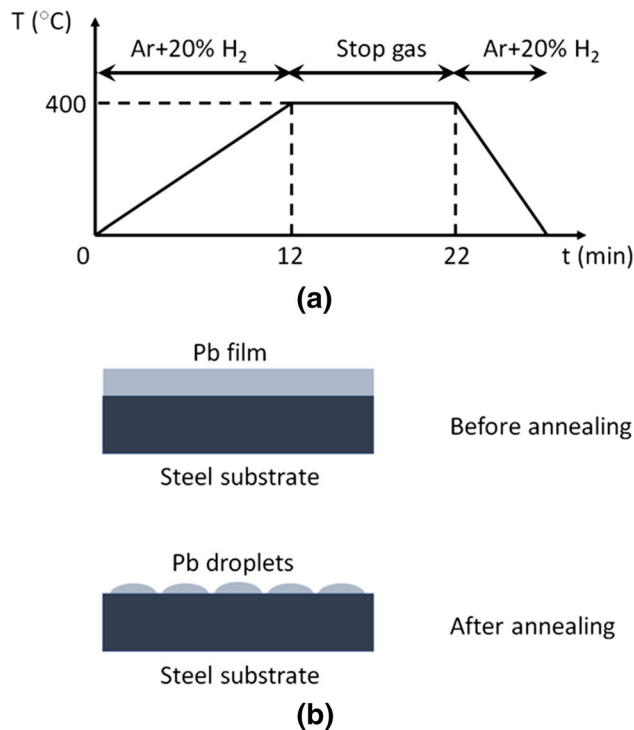 T (°C)
Ar+20% H₂
Stop gas
Ar+20% H₂
400
0
12
22
t (min)
(a)
Pb film
Before annealing
Steel substrate
Pb droplets
After annealing
Steel substrate
(b)